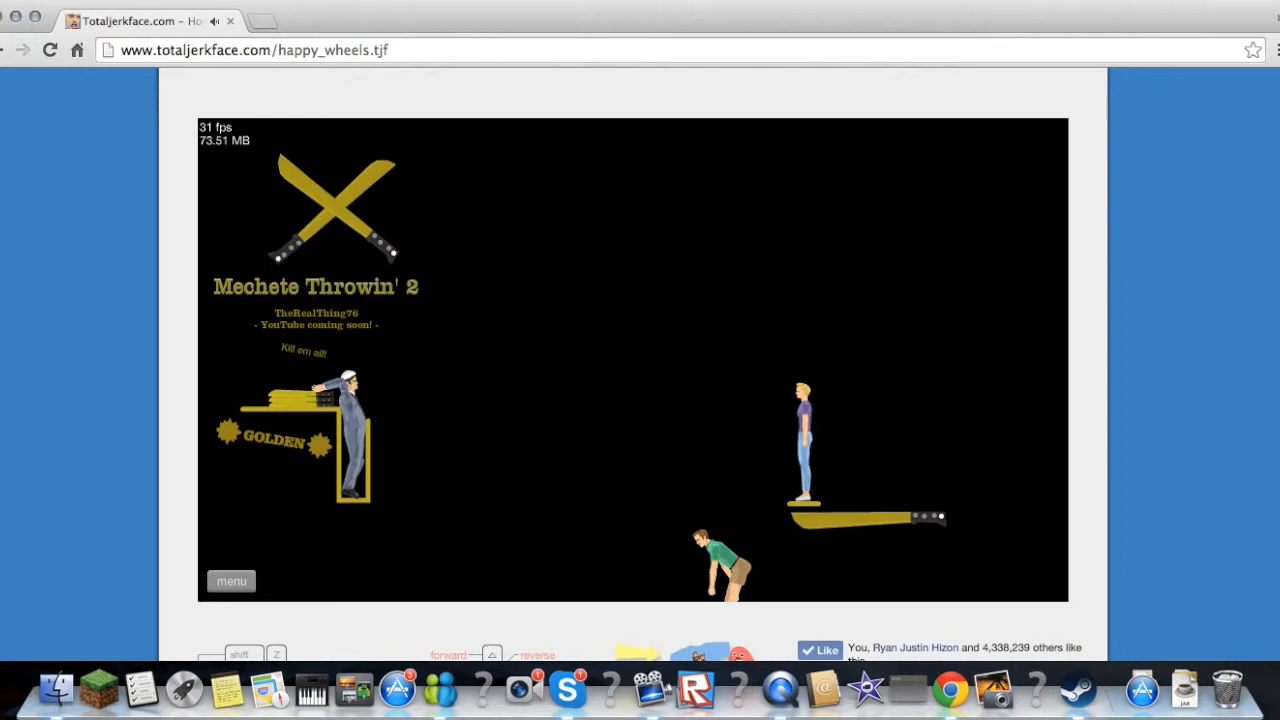 Totaljerkface.com - Ho
www.totaljerkface.com/happy_wheels.tjf
31 fps
73.51 MB
Mechete Throwin' 2
TheRealThing76
- YouTube coming soon! -
Kill em all!
GOLDEN
menu
shift
Z
forward
reverse
Like
You, Ryan Justin Hizon and 4,338,239 others like
JAR